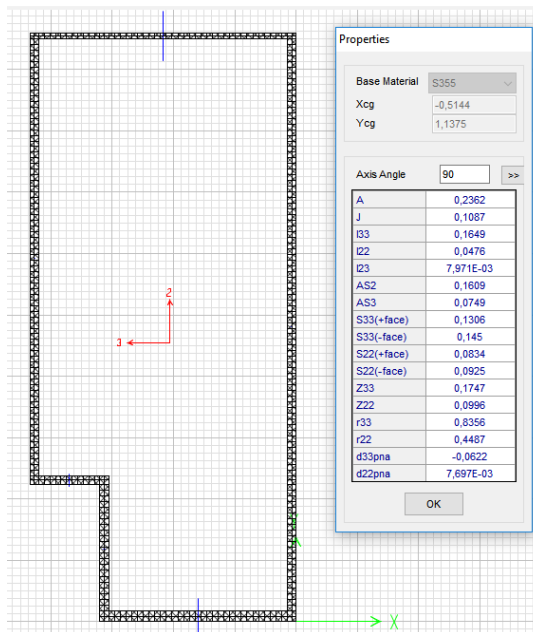 Properties
Base Material S355
Xcg -0,5144
Ycg 1,1375
Axis Angle 90 >>
A 0,2362
J 0,1087
I33 0,1649
I22 0,0476
I23 7,971E-03
AS2 0,1609
AS3 0,0749
S33(+face) 0,1306
S33(-face) 0,145
S22(+face) 0,0834
S22(-face) 0,0925
Z33 0,1747
Z22 0,0996
r33 0,8356
r22 0,4487
d33pna -0,0622
d22pna 7,697E-03
OK
2
3
Y
X